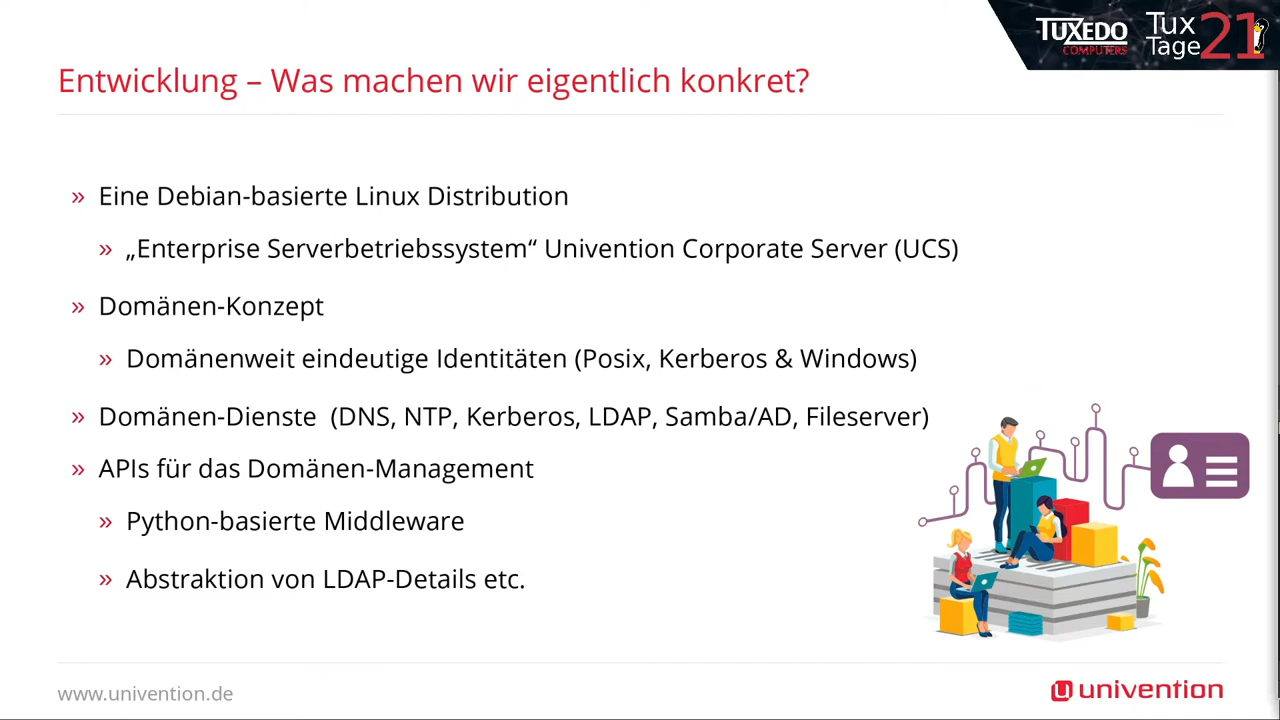 TUXEDO
COMPUTERS
Tux
Tage
21
Entwicklung – Was machen wir eigentlich konkret?
» Eine Debian-basierte Linux Distribution
» „Enterprise Serverbetriebssystem“ Univention Corporate Server (UCS)
» Domänen-Konzept
» Domänenweit eindeutige Identitäten (Posix, Kerberos & Windows)
» Domänen-Dienste (DNS, NTP, Kerberos, LDAP, Samba/AD, Fileserver)
» APIs für das Domänen-Management
» Python-basierte Middleware
» Abstraktion von LDAP-Details etc.
www.univention.de
univention